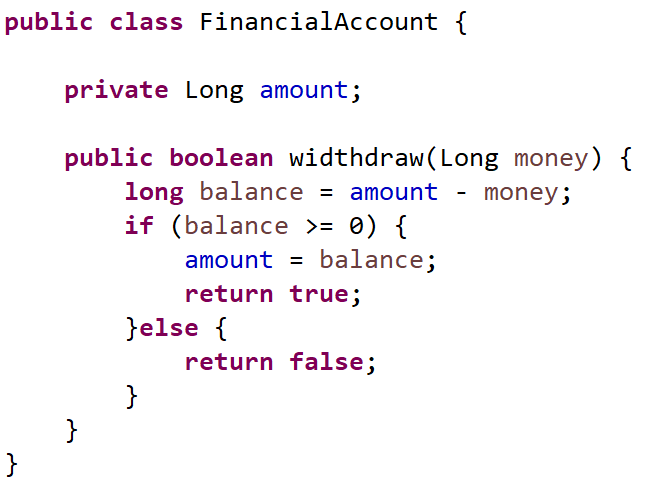 public class FinancialAccount {
private Long amount;
public boolean widthdraw(Long money) {
long balance = amount - money;
if (balance >= 0) {
amount = balance;
return true;
}else {
return false;
}
}
}